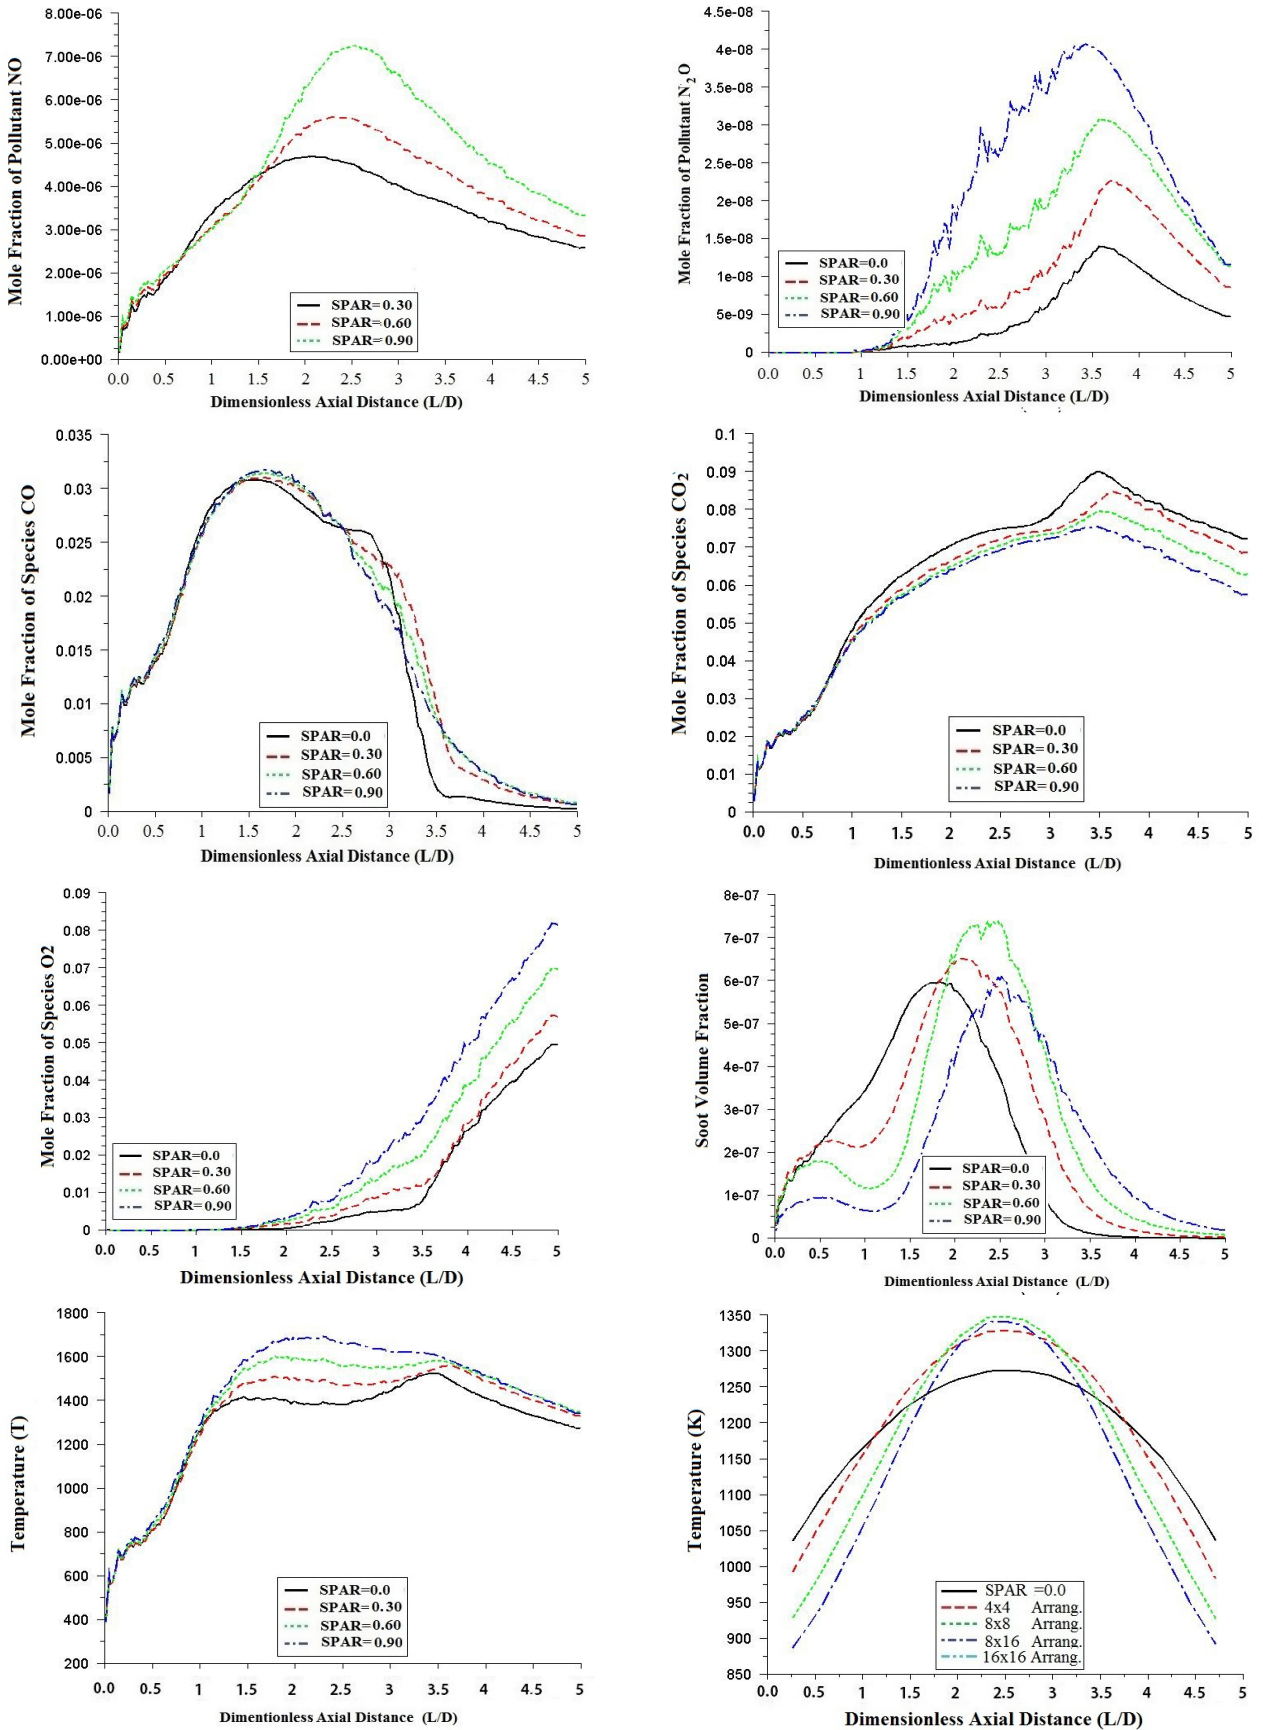 Mole Fraction of Pollutant NO
8.00e-06
7.00e-06
6.00e-06
5.00e-06
4.00e-06
3.00e-06
2.00e-06
1.00e-06
0.00e+00
SPAR=0.30
SPAR=0.60
SPAR=0.90
0.0 0.5 1 1.5 2 2.5 3 3.5 4 4.5 5
Dimensionless Axial Distance (L/D)
Mole Fraction of Pollutant N2O
4.5e-08
4e-08
3.5e-08
3e-08
2.5e-08
2e-08
1.5e-08
1e-08
5e-09
0
SPAR=0.0
SPAR=0.30
SPAR=0.60
SPAR=0.90
0.0 0.5 1 1.5 2 2.5 3 3.5 4 4.5 5
Dimensionless Axial Distance (L/D)
Mole Fraction of Species CO
0.035
0.03
0.025
0.02
0.015
0.01
0.005
0
SPAR=0.0
SPAR=0.30
SPAR=0.60
SPAR=0.90
0.0 0.5 1 1.5 2 2.5 3 3.5 4 4.5 5
Dimensionless Axial Distance (L/D)
Mole Fraction of Species CO2
0.1
0.09
0.08
0.07
0.06
0.05
0.04
0.03
0.02
0.01
0
SPAR=0.0
SPAR=0.30
SPAR=0.60
SPAR=0.90
0.0 0.5 1 1.5 2 2.5 3 3.5 4 4.5 5
Dimentionless Axial Distance (L/D)
Mole Fraction of Species O2
0.09
0.08
0.07
0.06
0.05
0.04
0.03
0.02
0.01
0
SPAR=0.0
SPAR=0.30
SPAR=0.60
SPAR=0.90
0.0 0.5 1 1.5 2 2.5 3 3.5 4 4.5 5
Dimensionless Axial Distance (L/D)
Soot Volume Fraction
8e-07
7e-07
6e-07
5e-07
4e-07
3e-07
2e-07
1e-07
0
SPAR=0.0
SPAR=0.30
SPAR=0.60
SPAR=0.90
0.0 0.5 1 1.5 2 2.5 3 3.5 4 4.5 5
Dimentionless Axial Distance (L/D)
Temperature (T)
1800
1600
1400
1200
1000
800
600
400
200
SPAR=0.0
SPAR=0.30
SPAR=0.60
SPAR=0.90
0.0 0.5 1 1.5 2 2.5 3 3.5 4 4.5 5
Dimentionless Axial Distance (L/D)
Temperature (K)
1350
1300
1250
1200
1150
1100
1050
1000
950
900
850
SPAR =0.0
4x4 Arrang.
8x8 Arrang.
8x16 Arrang.
16x16 Arrang.
0.0 0.5 1 1.5 2 2.5 3 3.5 4 4.5 5
Dimensionless Axial Distance (L/D)